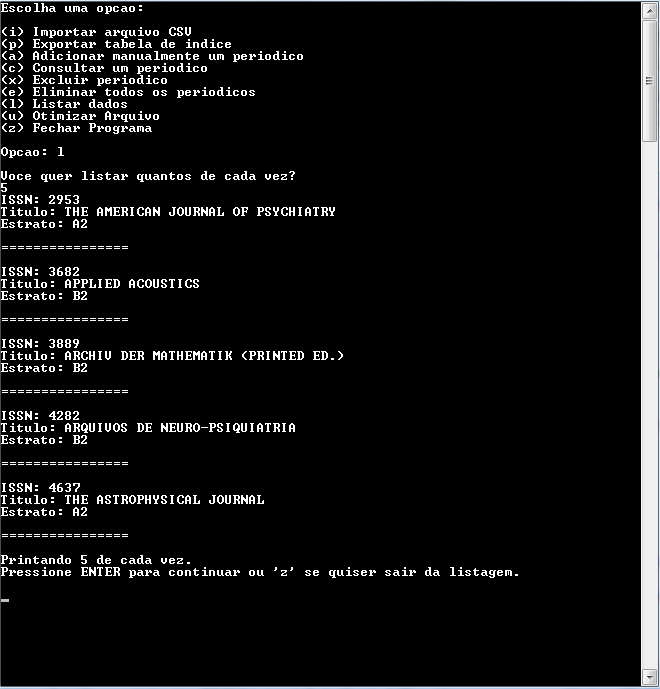 Escolha uma opcao:
(i) Importar arquivo CSV
(p) Exportar tabela de indice
(a) Adicionar manualmente um periodico
(c) Consultar um periodico
(x) Excluir periodico
(e) Eliminar todos os periodicos
(l) Listar dados
(u) Otimizar Arquivo
(z) Fechar Programa
Opcao: l
Voce quer listar quantos de cada vez?
5
ISSN: 2953
Titulo: THE AMERICAN JOURNAL OF PSYCHIATRY
Estrato: A2
================
ISSN: 3682
Titulo: APPLIED ACOUSTICS
Estrato: B2
================
ISSN: 3889
Titulo: ARCHIV DER MATHEMATIK (PRINTED ED.)
Estrato: B2
================
ISSN: 4282
Titulo: ARQUIVOS DE NEURO-PSIQUIATRIA
Estrato: B2
================
ISSN: 4637
Titulo: THE ASTROPHYSICAL JOURNAL
Estrato: A2
================
Printando 5 de cada vez.
Pressione ENTER para continuar ou 'z' se quiser sair da listagem.